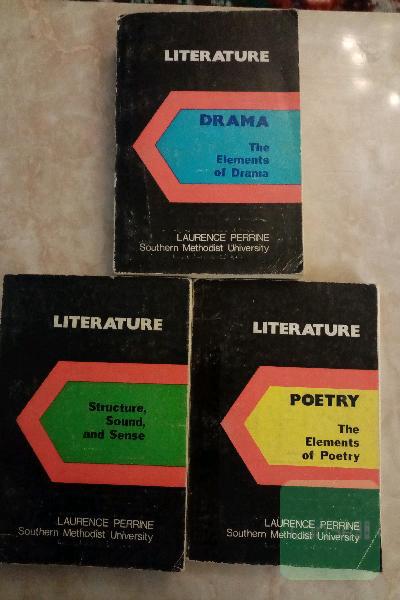 LITERATURE
DRAMA
The
Elements
of Drama
LAURENCE PERRINE
Southern Methodist University
LITERATURE
Structure,
Sound,
and Sense
LAURENCE PERRINE
Southern Methodist University
LITERATURE
POETRY
The
Elements
of Poetry
LAURENCE PERRINE
Southern Methodist University